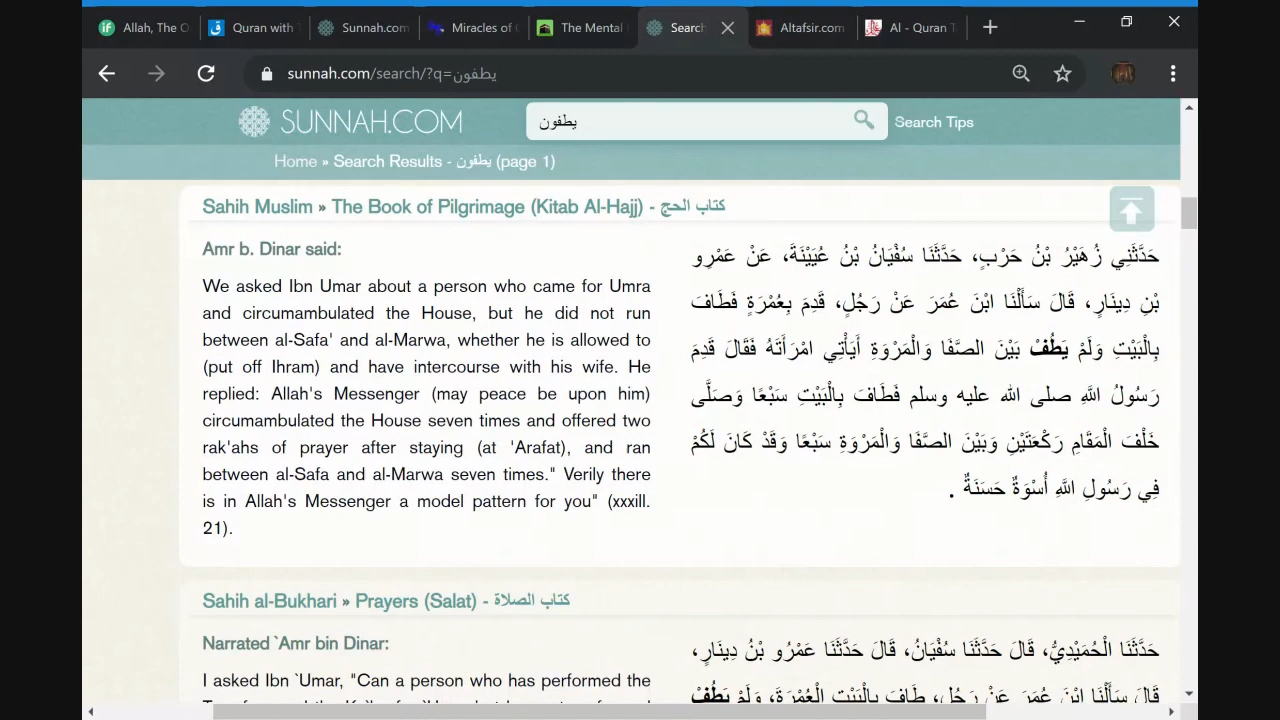 Allah, The O
Quran with T
Sunnah.com
Miracles of
The Mental
Search
Altafsir.com
Al - Quran T
sunnah.com/search/?q=يطفون
SUNNAH.COM
يطفون
Search Tips
Home » Search Results - يطفون (page 1)
Sahih Muslim » The Book of Pilgrimage (Kitab Al-Hajj) - كتاب الحج
Amr b. Dinar said:
We asked Ibn Umar about a person who came for Umra
and circumambulated the House, but he did not run
between al-Safa' and al-Marwa, whether he is allowed to
(put off Ihram) and have intercourse with his wife. He
replied: Allah's Messenger (may peace be upon him)
circumambulated the House seven times and offered two
rak'ahs of prayer after staying (at 'Arafat), and ran
between al-Safa and al-Marwa seven times." Verily there
is in Allah's Messenger a model pattern for you" (xxxill.
21).
حَدَّثَنِي زُهَيْرُ بْنُ حَرْبٍ، حَدَّثَنَا سُفْيَانُ بْنُ عُيَيْنَةَ، عَنْ عَمْرِو
بْنِ دِينَارٍ، قَالَ سَأَلْنَا ابْنَ عُمَرَ عَنْ رَجُلٍ، قَدِمَ بِعُمْرَةٍ فَطَافَ
بِالْبَيْتِ وَلَمْ يَطُفْ بَيْنَ الصَّفَا وَالْمَرْوَةِ أَيَأْتِي امْرَأَتَهُ فَقَالَ قَدِمَ
رَسُولُ اللَّهِ صلى الله عليه وسلم فَطَافَ بِالْبَيْتِ سَبْعًا وَصَلَّى
خَلْفَ الْمَقَامِ رَكْعَتَيْنِ وَبَيْنَ الصَّفَا وَالْمَرْوَةِ سَبْعًا وَقَدْ كَانَ لَكُمْ
فِي رَسُولِ اللَّهِ أُسْوَةٌ حَسَنَةٌ .
Sahih al-Bukhari » Prayers (Salat) - كتاب الصلاة
Narrated `Amr bin Dinar:
I asked Ibn `Umar, "Can a person who has performed the
حَدَّثَنَا الْحُمَيْدِيُّ، قَالَ حَدَّثَنَا سُفْيَانُ، قَالَ حَدَّثَنَا عَمْرُو بْنُ دِينَارٍ،
قَالَ سَأَلْنَا ابْنَ عُمَرَ عَنْ رَجُلٍ، طَافَ بِالْبَيْتِ الْعُمْرَةَ، وَلَمْ يَطُفْ